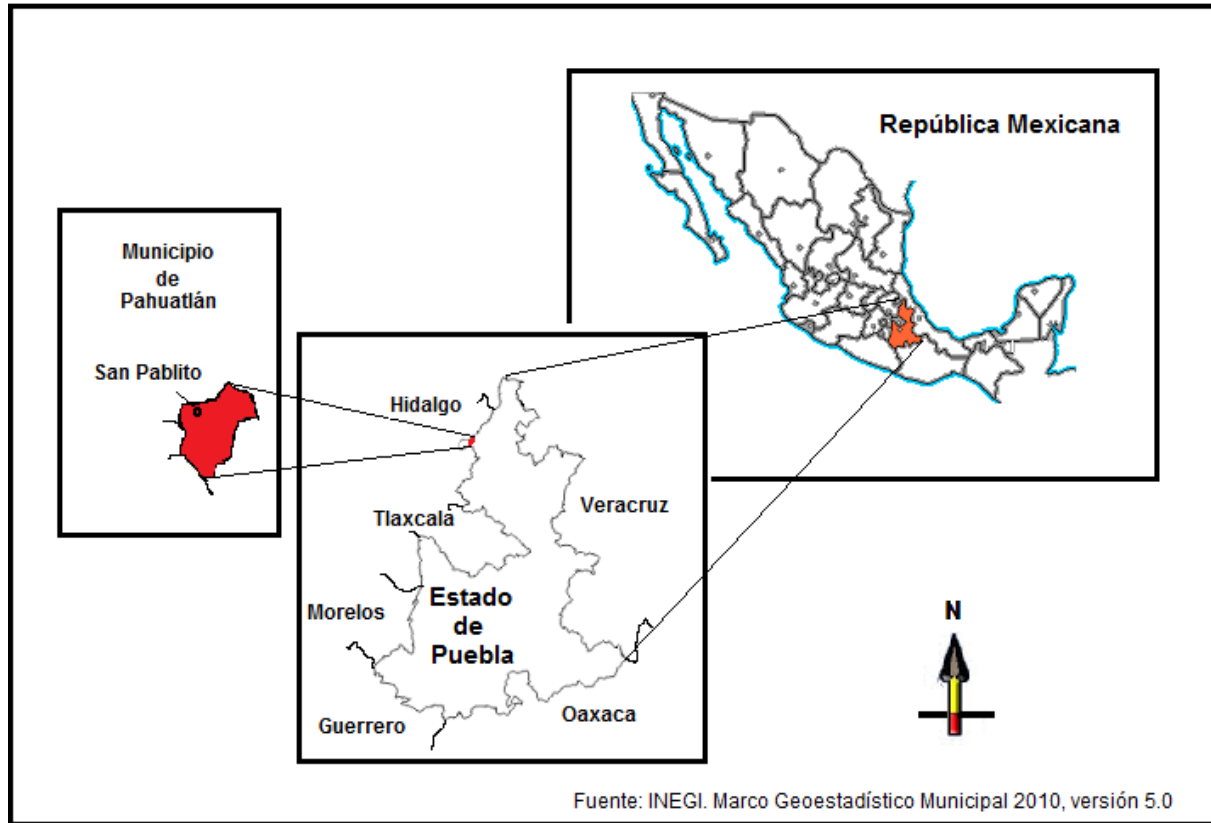 República Mexicana
Municipio
de
Pahuatlán
San Pablito
Hidalgo
Veracruz
Tlaxcala
Estado
de
Puebla
Morelos
Guerrero
Oaxaca
N
Fuente: INEGI. Marco Geoestadístico Municipal 2010, versión 5.0